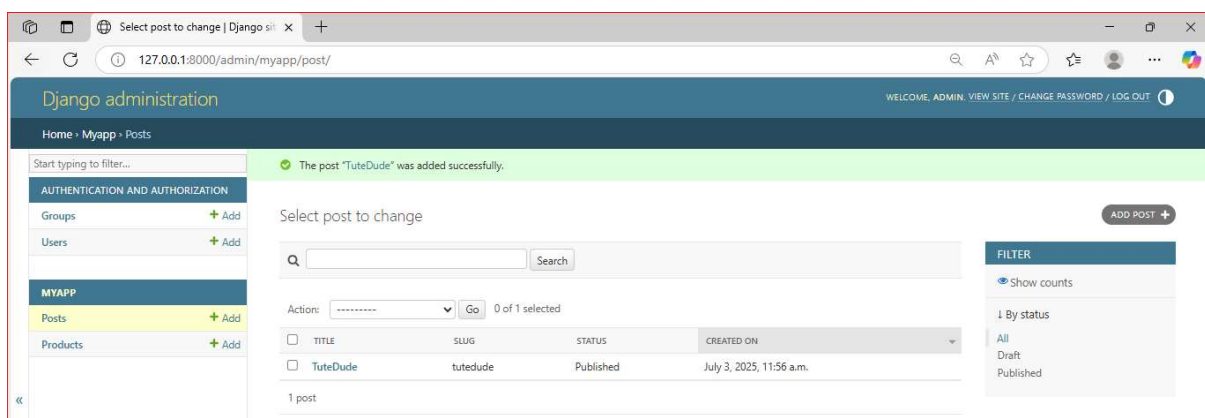 Select post to change | Django sit
127.0.0.1:8000/admin/myapp/post/
Django administration
WELCOME, ADMIN. VIEW SITE / CHANGE PASSWORD / LOG OUT
Home › Myapp › Posts
Start typing to filter...
AUTHENTICATION AND AUTHORIZATION
Groups + Add
Users + Add
MYAPP
Posts + Add
Products + Add
«
The post "TuteDude" was added successfully.
Select post to change
ADD POST +
Search
Action: --------- Go 0 of 1 selected
TITLE SLUG STATUS CREATED ON
TuteDude tutedude Published July 3, 2025, 11:56 a.m.
1 post
FILTER
Show counts
↓ By status
All
Draft
Published